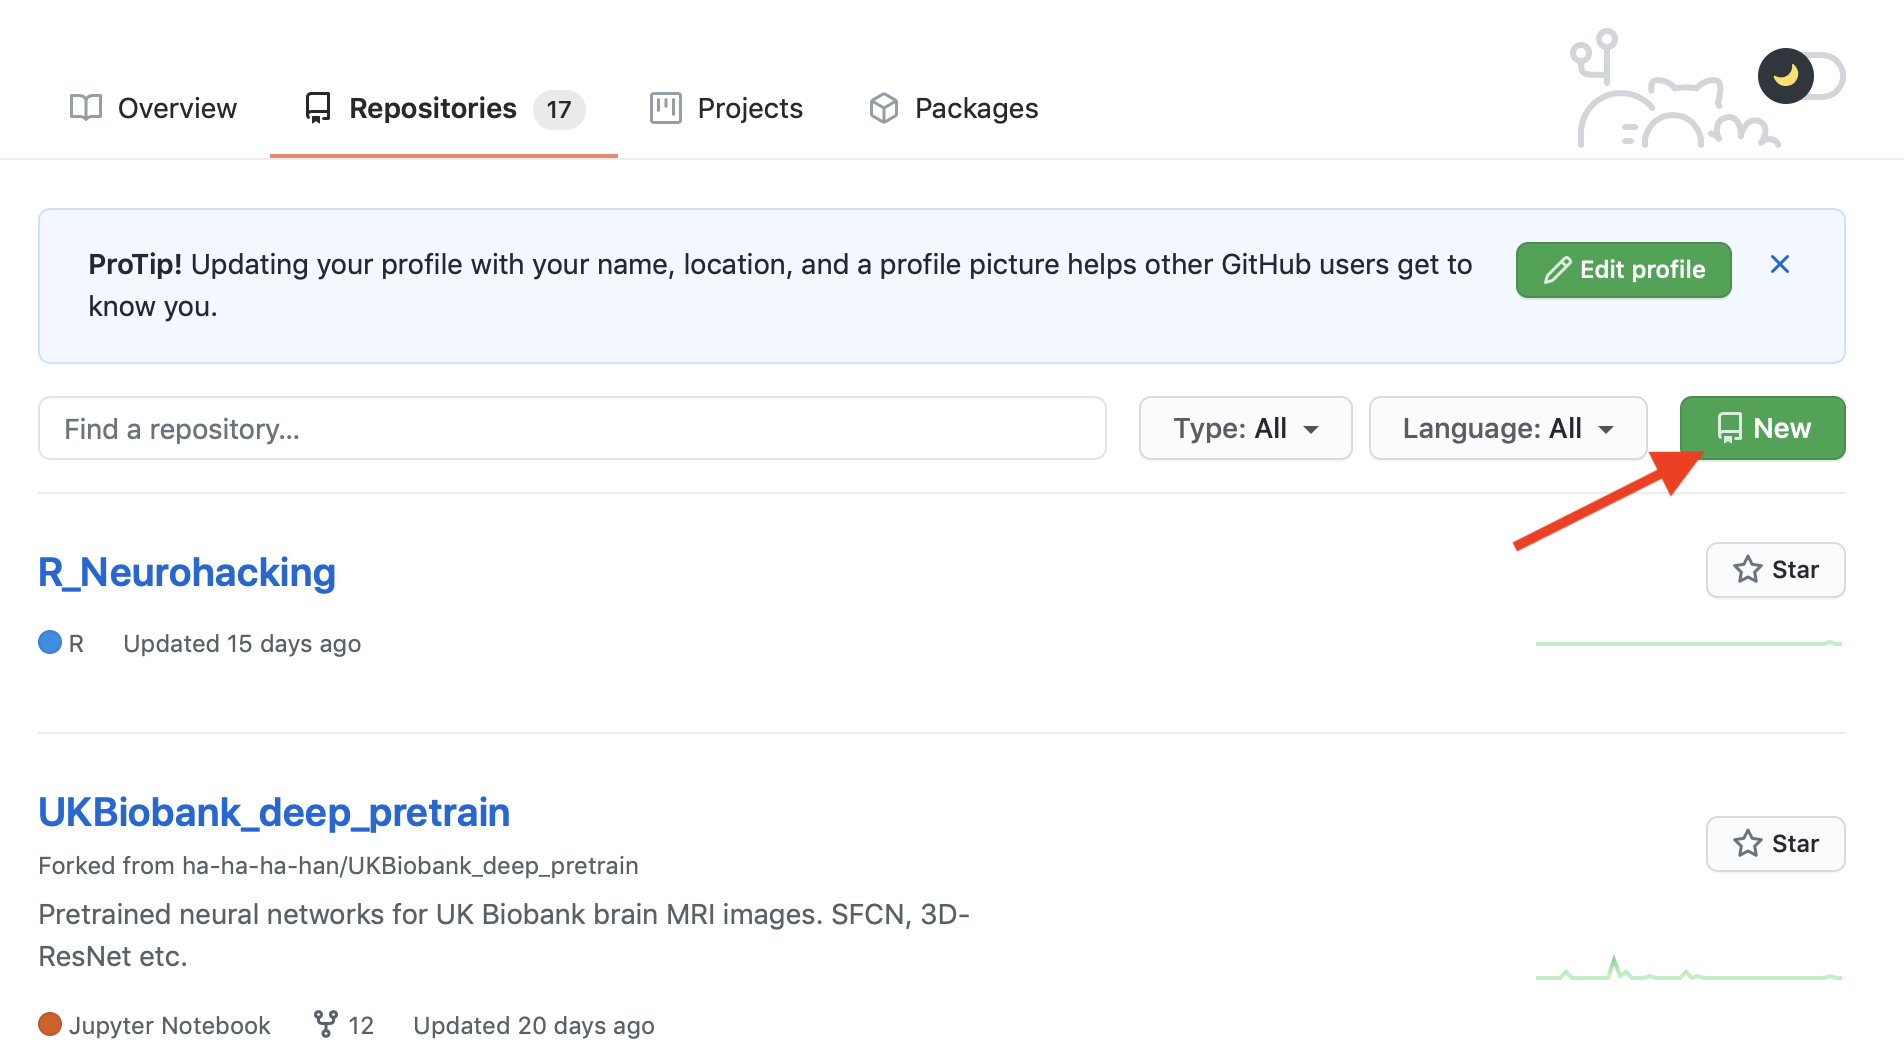 Overview
Repositories 17
Projects
Packages
ProTip! Updating your profile with your name, location, and a profile picture helps other GitHub users get to
know you.
Edit profile
Find a repository...
Type: All
Language: All
New
R_Neurohacking
Star
R Updated 15 days ago
UKBiobank_deep_pretrain
Star
Forked from ha-ha-ha-han/UKBiobank_deep_pretrain
Pretrained neural networks for UK Biobank brain MRI images. SFCN, 3D-
ResNet etc.
Jupyter Notebook 12 Updated 20 days ago